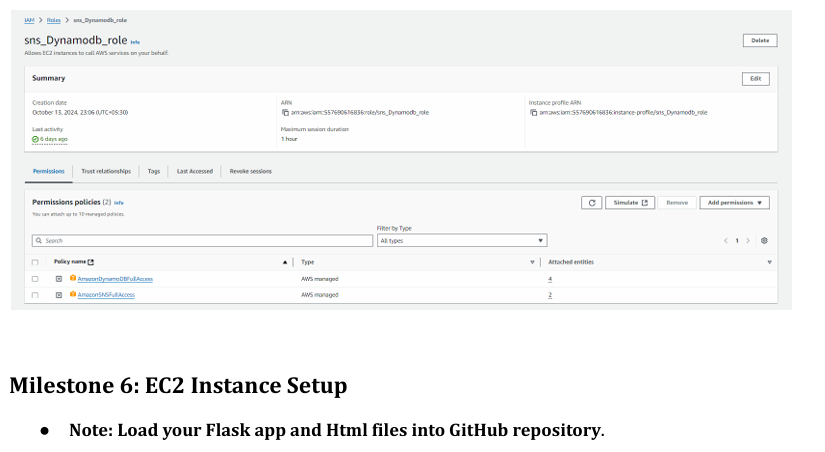 IAM > Roles > sns_Dynamodb_role
sns_Dynamodb_role Info
Delete
Allows EC2 instances to call AWS services on your behalf.
Summary
Edit
Creation date
ARN
Instance profile ARN
October 13, 2024, 23:06 (UTC+05:30)
arn:aws:iam::557690616836:role/sns_Dynamodb_role
arn:aws:iam::557690616836:instance-profile/sns_Dynamodb_role
Last activity
Maximum session duration
6 days ago
1 hour
Permissions Trust relationships Tags Last Accessed Revoke sessions
Permissions policies (2) Info
Simulate Remove Add permissions
You can attach up to 10 managed policies.
Filter by Type
Search
All types
1
Policy name Type Attached entities
AmazonDynamoDBFullAccess AWS managed 4
AmazonSNSFullAccess AWS managed 2
Milestone 6: EC2 Instance Setup
● Note: Load your Flask app and Html files into GitHub repository.